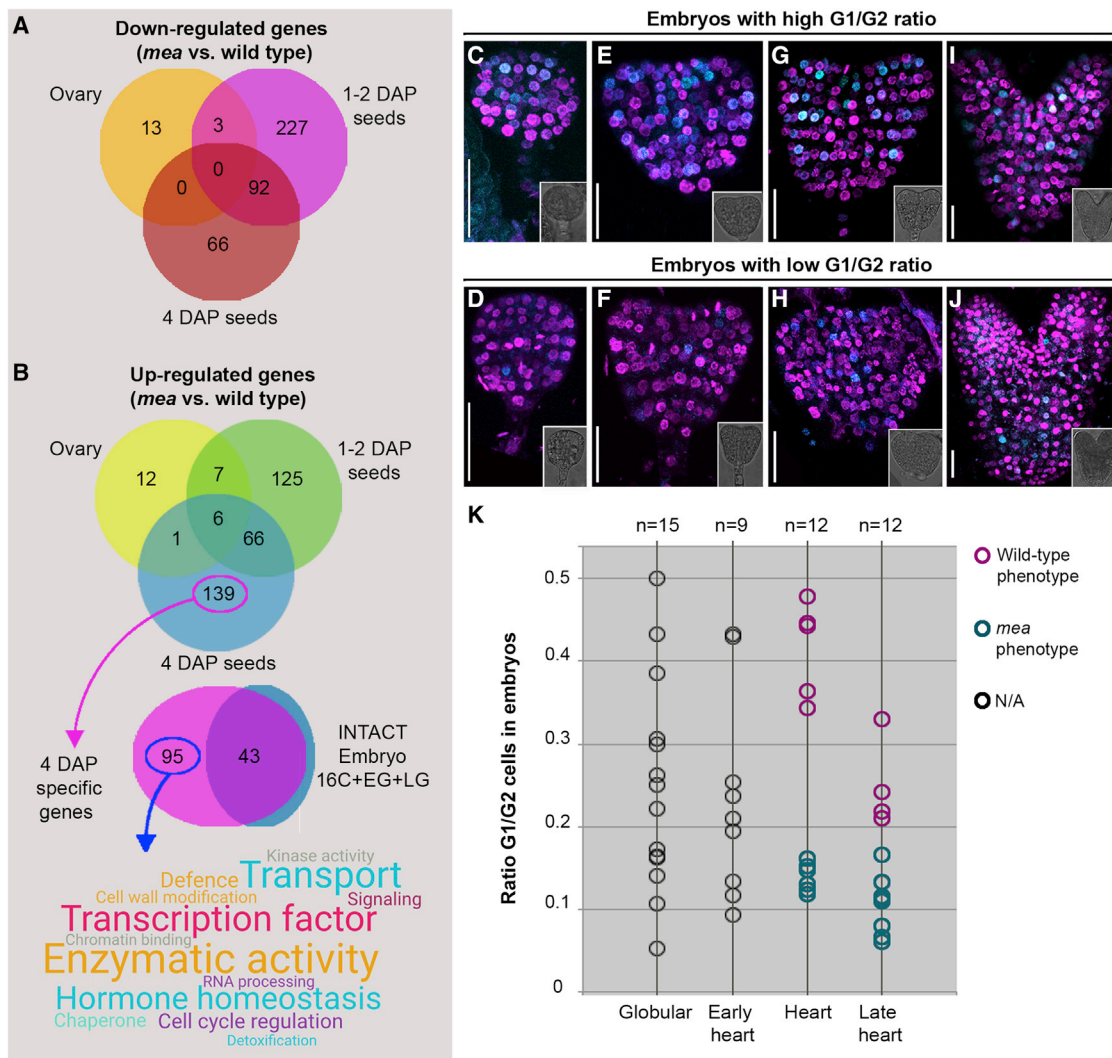 A
Down-regulated genes
(mea vs. wild type)
Ovary
1-2 DAP
seeds
13
3
227
0
0
92
66
4 DAP seeds
B
Up-regulated genes
(mea vs. wild type)
Ovary
1-2 DAP
seeds
12
7
125
6
1
66
139
4 DAP seeds
95
43
INTACT
Embryo
16C+EG+LG
4 DAP
specific
genes
Kinase activity
Defence
Transport
Cell wall modification
Signaling
Transcription factor
Chromatin binding
Enzymatic activity
RNA processing
Hormone homeostasis
Chaperone
Cell cycle regulation
Detoxification
Embryos with high G1/G2 ratio
C
E
G
I
Embryos with low G1/G2 ratio
D
F
H
J
K
n=15
n=9
n=12
n=12
Ratio G1/G2 cells in embryos
0.5
0.4
0.3
0.2
0.1
0
Globular
Early
heart
Heart
Late
heart
Wild-type
phenotype
mea
phenotype
N/A